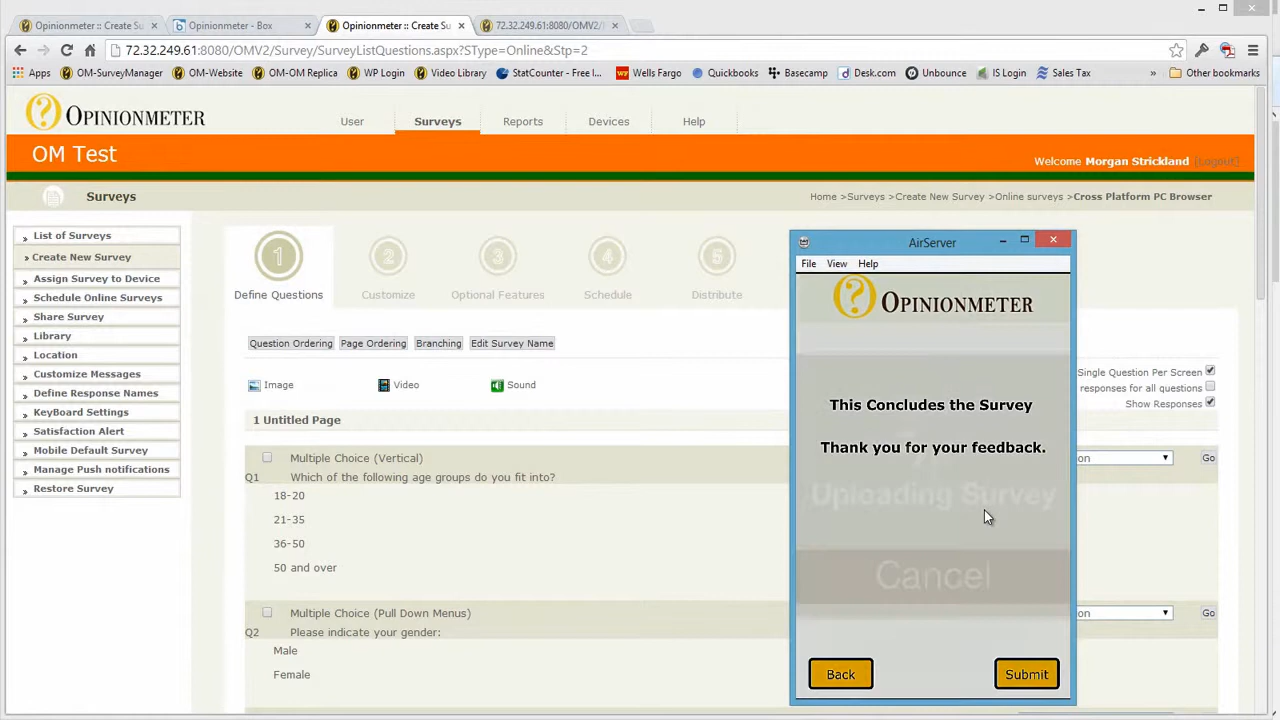 Opinionmeter :: Create Su
Opinionmeter - Box
Opinionmeter :: Create Su
72.32.249.61:8080/OMV2/
72.32.249.61:8080/OMV2/Survey/SurveyListQuestions.aspx?SType=Online&Stp=2
Apps
OM-SurveyManager
OM-Website
OM-OM Replica
WP Login
Video Library
StatCounter - Free I...
Wells Fargo
Quickbooks
Basecamp
Desk.com
Unbounce
IS Login
Sales Tax
»
Other bookmarks
OPINIONMETER
User
Surveys
Reports
Devices
Help
OM Test
Welcome Morgan Strickland [Logout]
Surveys
Home >Surveys >Create New Survey >Online surveys >Cross Platform PC Browser
List of Surveys
Create New Survey
Assign Survey to Device
Schedule Online Surveys
Share Survey
Library
Location
Customize Messages
Define Response Names
KeyBoard Settings
Satisfaction Alert
Mobile Default Survey
Manage Push notifications
Restore Survey
1
2
3
4
5
Define Questions
Customize
Optional Features
Schedule
Distribute
Question Ordering
Page Ordering
Branching
Edit Survey Name
Image
Video
Sound
Single Question Per Screen
responses for all questions
Show Responses
1 Untitled Page
Multiple Choice (Vertical)
on
Go
Q1 Which of the following age groups do you fit into?
18-20
21-35
36-50
50 and over
Multiple Choice (Pull Down Menus)
on
Go
Q2 Please indicate your gender:
Male
Female
AirServer
File
View
Help
OPINIONMETER
This Concludes the Survey
Thank you for your feedback.
Uploading Survey
Cancel
Back
Submit